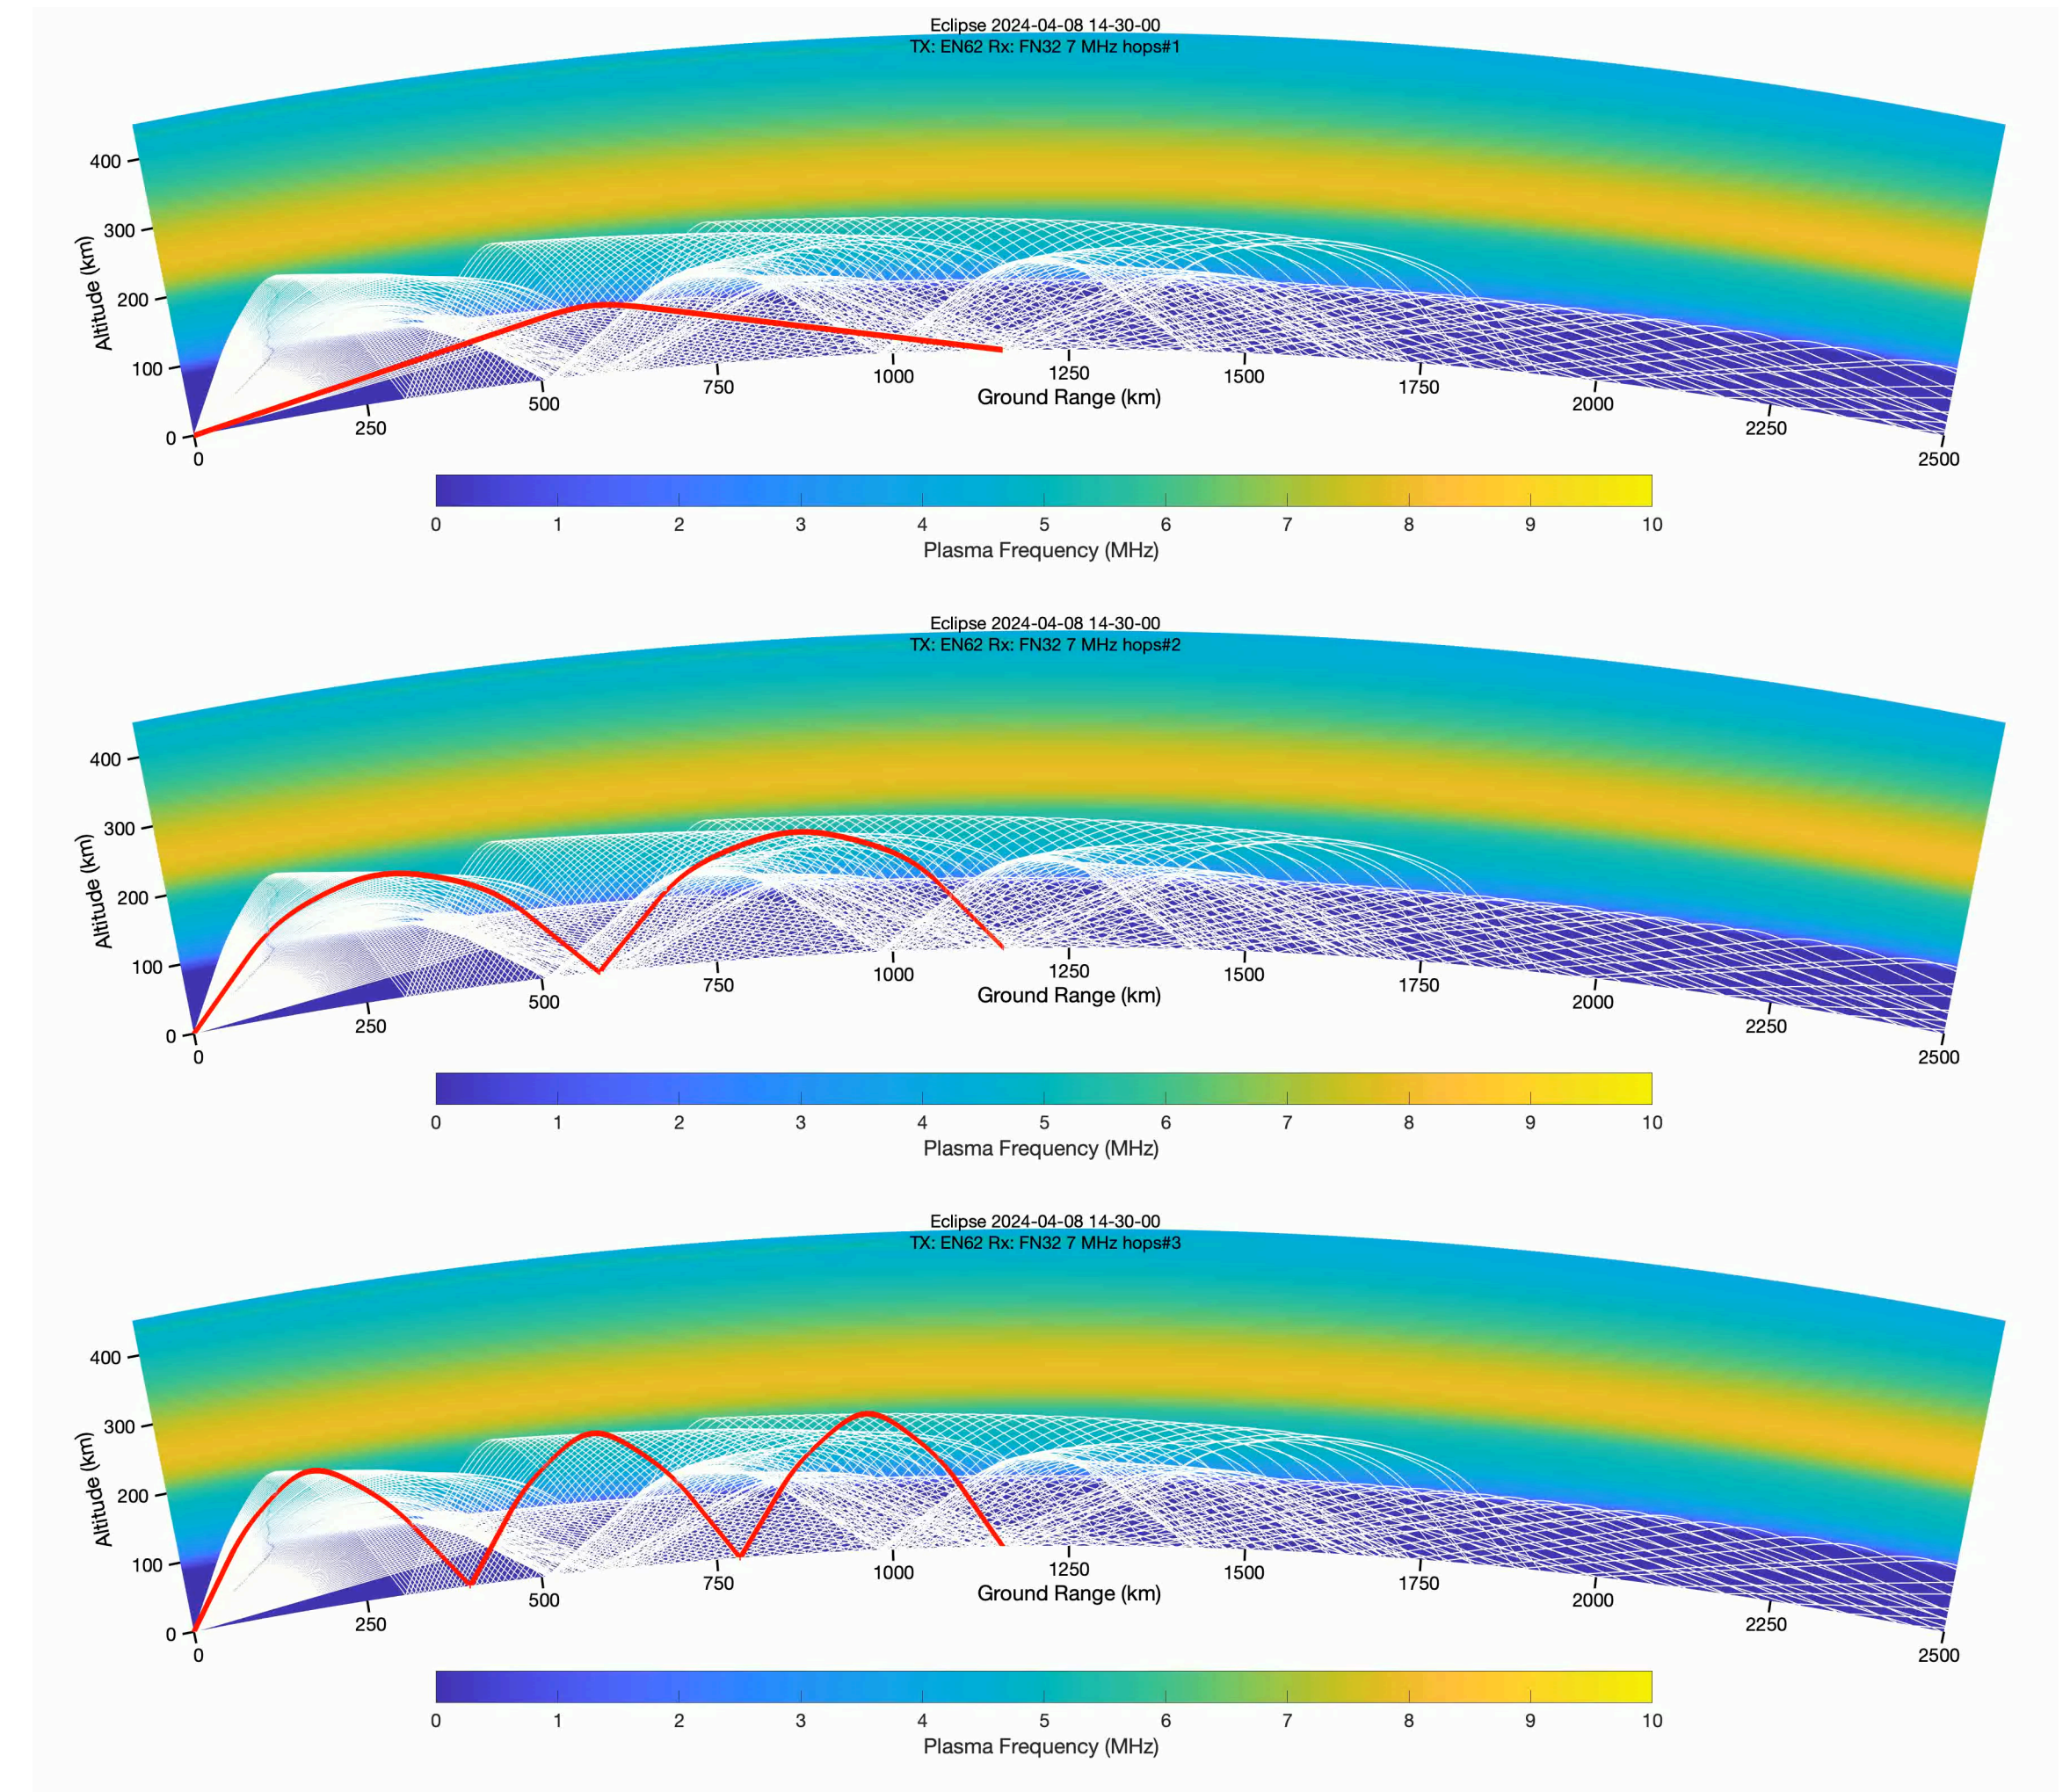 Eclipse 2024-04-08 14-30-00
TX: EN62 Rx: FN32 7 MHz hops#1
400
300
200
100
0
Altitude (km)
0
250
500
750
1000
1250
1500
1750
2000
2250
2500
Ground Range (km)
0 1 2 3 4 5 6 7 8 9 10
Plasma Frequency (MHz)
Eclipse 2024-04-08 14-30-00
TX: EN62 Rx: FN32 7 MHz hops#2
400
300
200
100
0
Altitude (km)
0
250
500
750
1000
1250
1500
1750
2000
2250
2500
Ground Range (km)
0 1 2 3 4 5 6 7 8 9 10
Plasma Frequency (MHz)
Eclipse 2024-04-08 14-30-00
TX: EN62 Rx: FN32 7 MHz hops#3
400
300
200
100
0
Altitude (km)
0
250
500
750
1000
1250
1500
1750
2000
2250
2500
Ground Range (km)
0 1 2 3 4 5 6 7 8 9 10
Plasma Frequency (MHz)